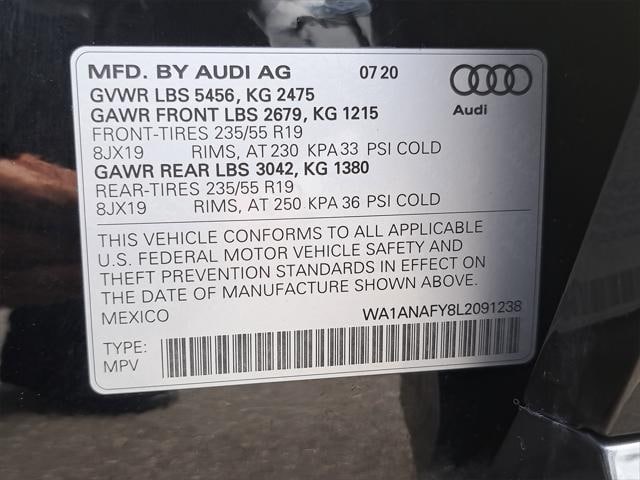 MFD. BY AUDI AG 07 20
GVWR LBS 5456, KG 2475
GAWR FRONT LBS 2679, KG 1215
Audi
FRONT-TIRES 235/55 R19
8JX19 RIMS, AT 230 KPA 33 PSI COLD
GAWR REAR LBS 3042, KG 1380
REAR-TIRES 235/55 R19
8JX19 RIMS, AT 250 KPA 36 PSI COLD
THIS VEHICLE CONFORMS TO ALL APPLICABLE
U.S. FEDERAL MOTOR VEHICLE SAFETY AND
THEFT PREVENTION STANDARDS IN EFFECT ON
THE DATE OF MANUFACTURE SHOWN ABOVE.
MEXICO WA1ANAFY8L2091238
TYPE:
MPV